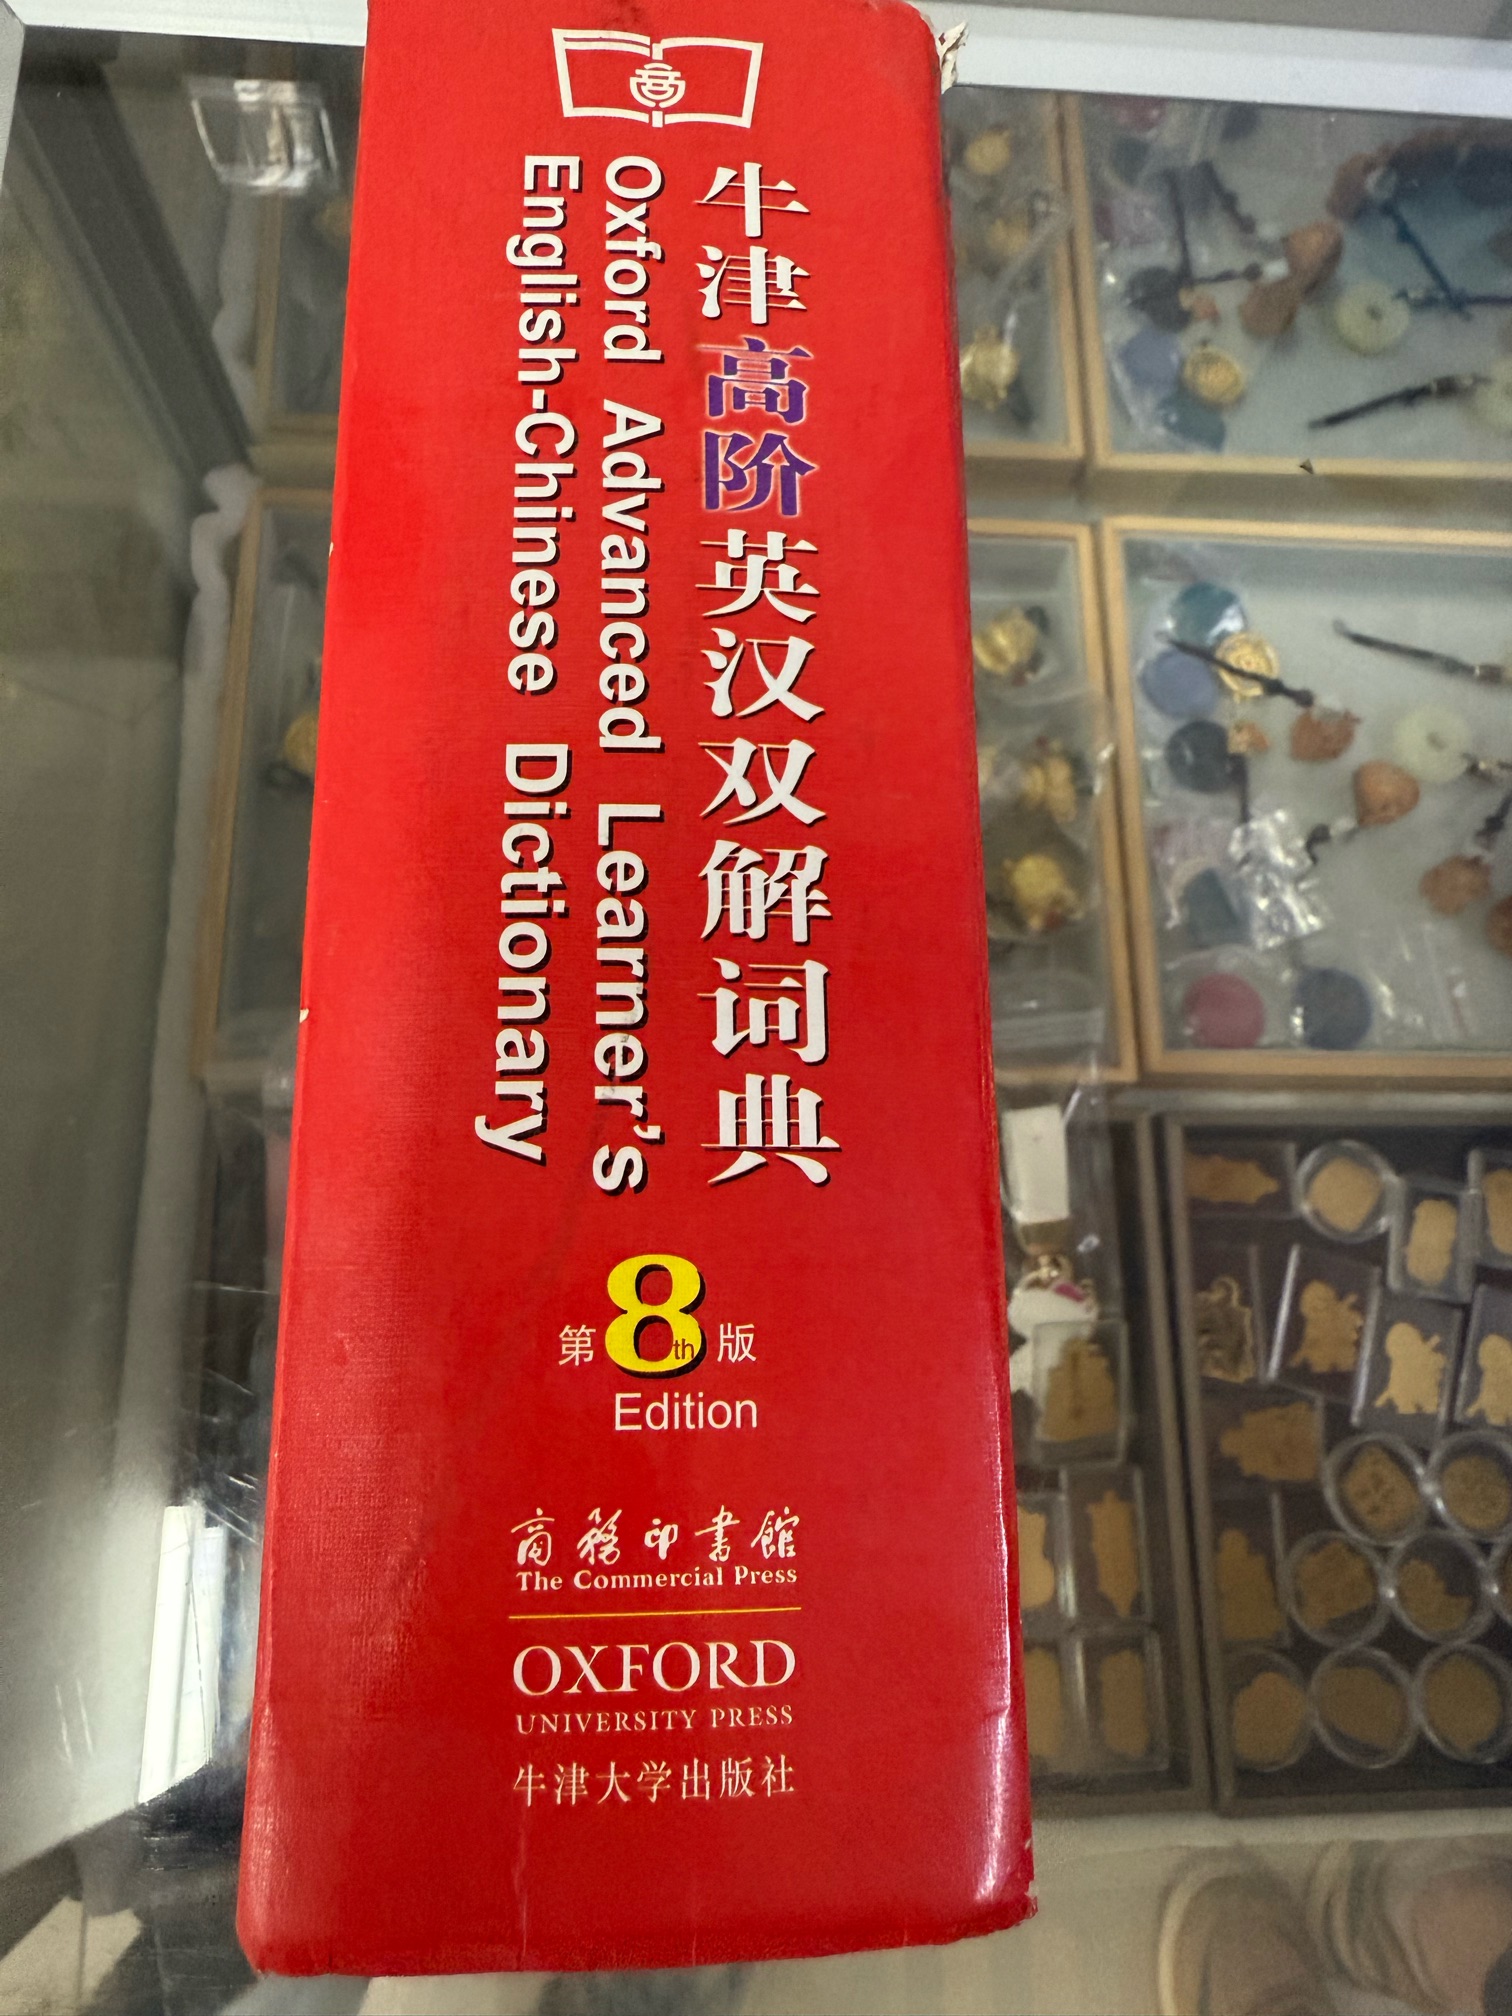 商
牛津高阶英汉双解词典
Oxford Advanced Learner's
English-Chinese Dictionary
第8th版
Edition
商務印書館
The Commercial Press
OXFORD
UNIVERSITY PRESS
牛津大学出版社